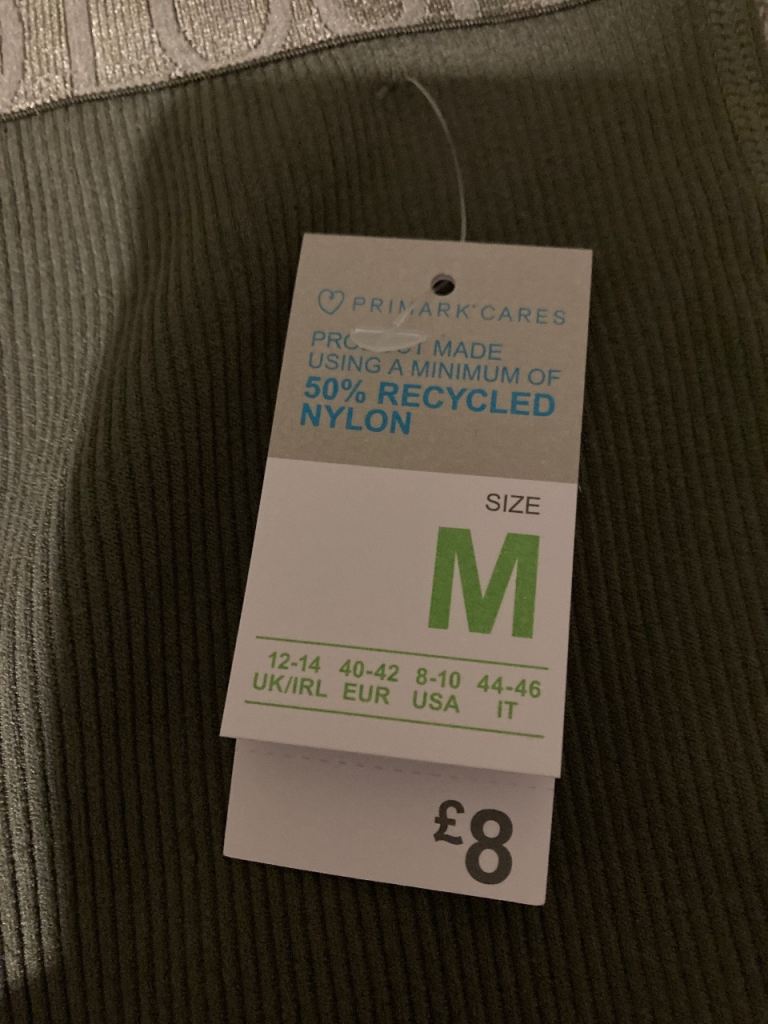 PRIMARK® CARES
MADE
USING A MINIMUM OF
50% RECYCLED
NYLON
SIZE
M
12-14 40-42 8-10 44-46
UK/IRL EUR USA IT
£8